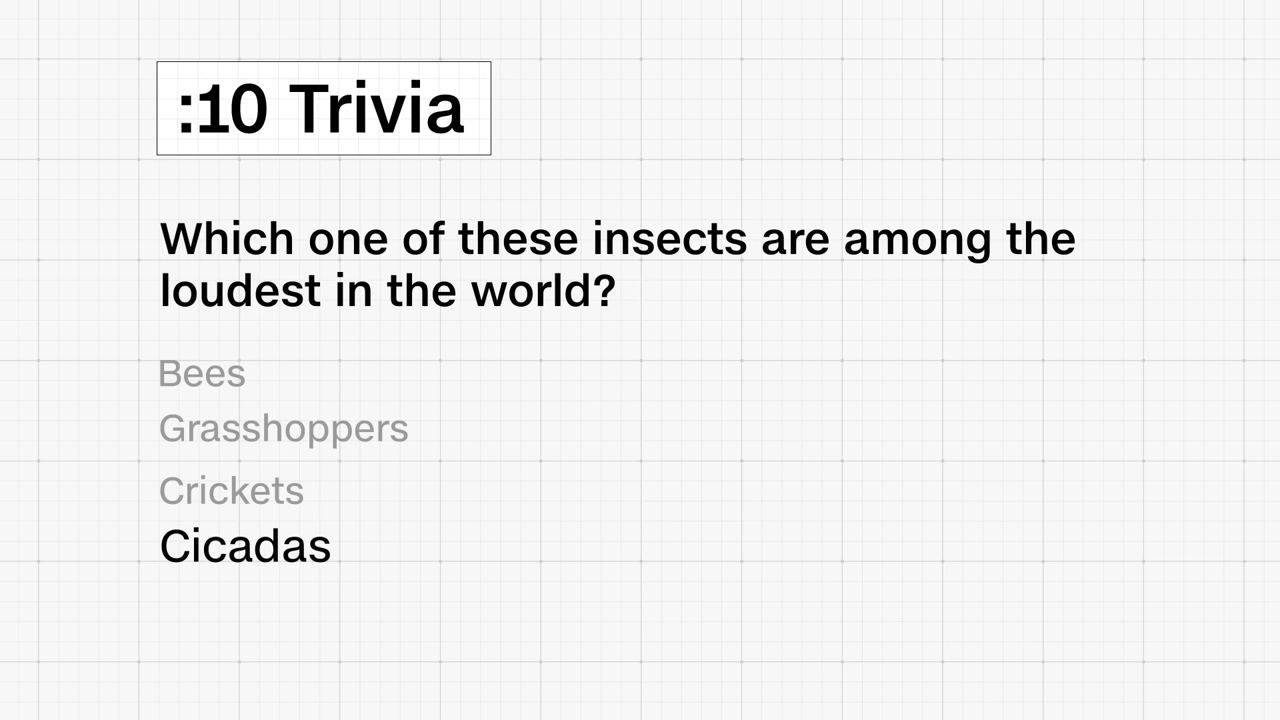 :10 Trivia
Which one of these insects are among the
loudest in the world?
Bees
Grasshoppers
Crickets
Cicadas